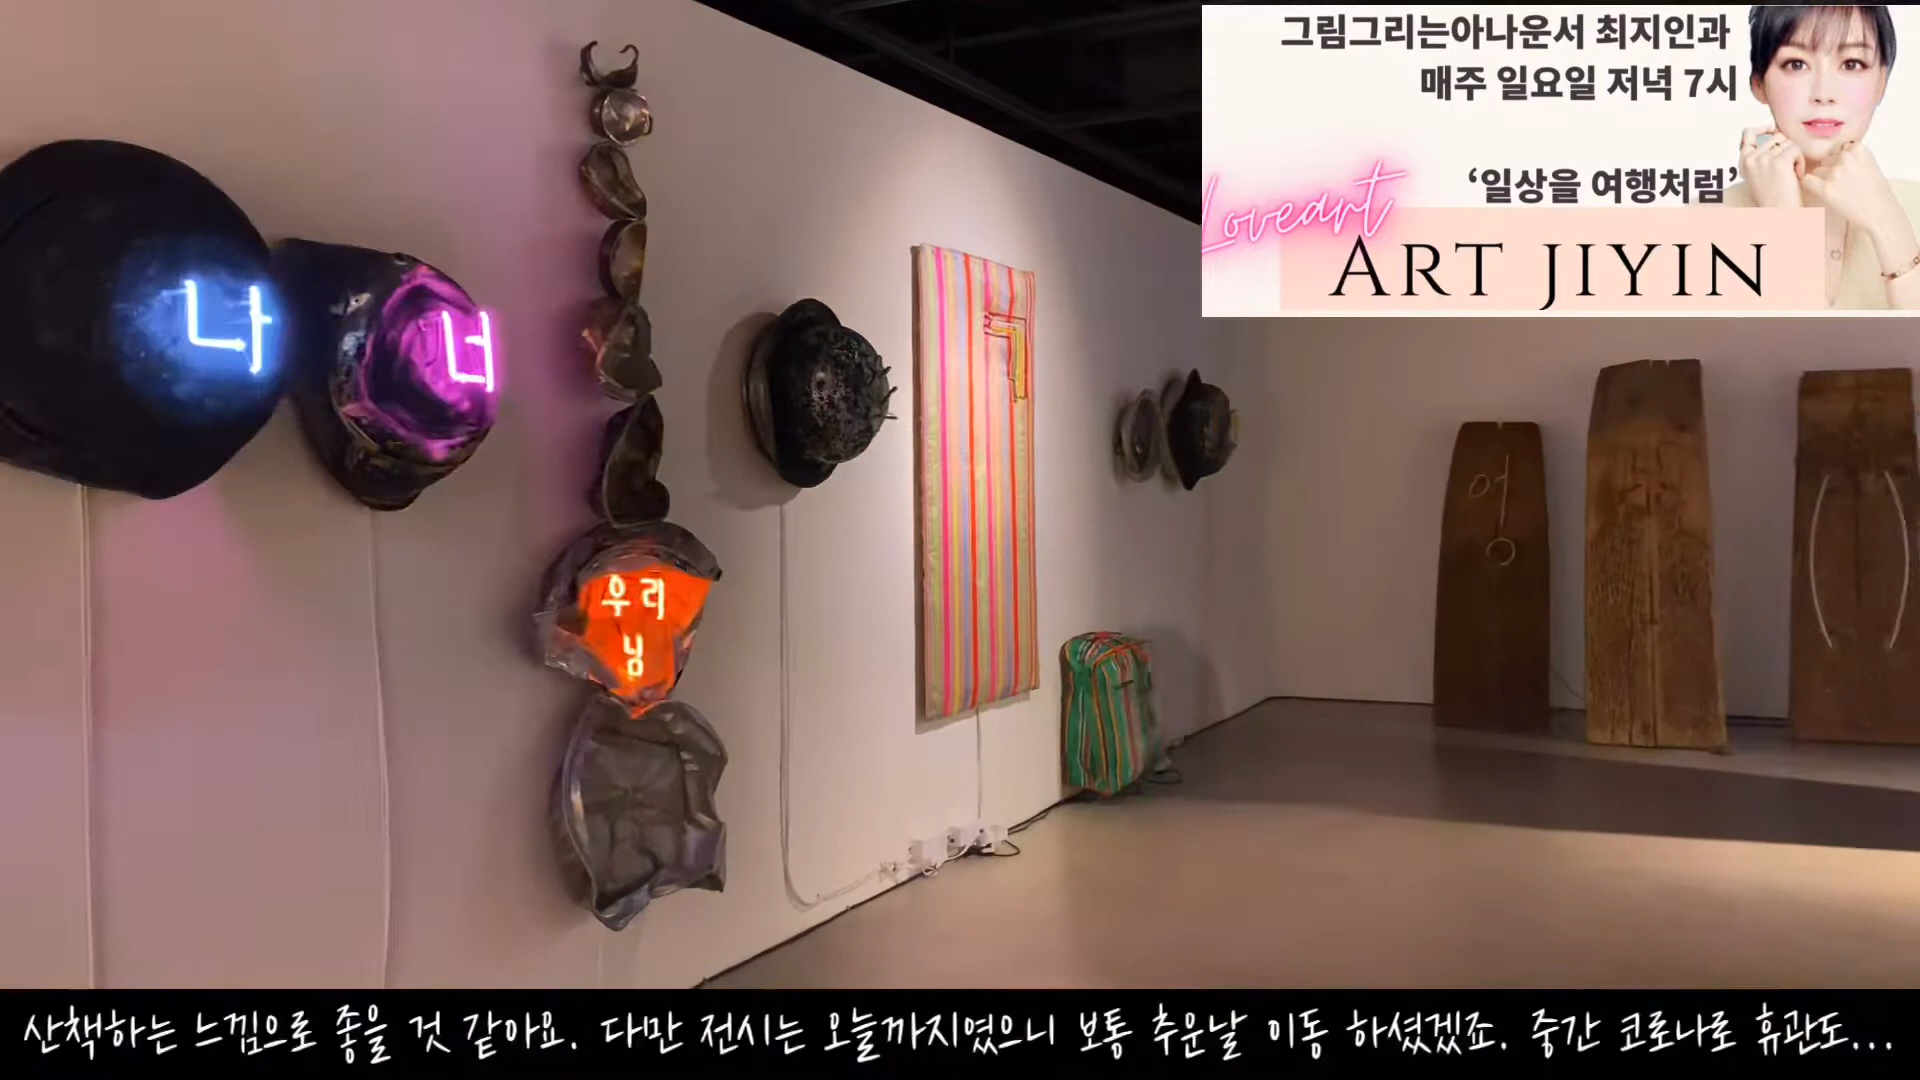 그림그리는아나운서 최지인과
매주 일요일 저녁 7시
'일상을 여행처럼'
Loveart
ART JIYIN
나
너
우리
님
ㄱ
여
ㅇ
산책하는 느낌으로 좋을 것 같아요. 다만 전시는 오늘까지였으니 보통 추운날 이동 하셨겠죠. 중간 코로나로 휴관도...